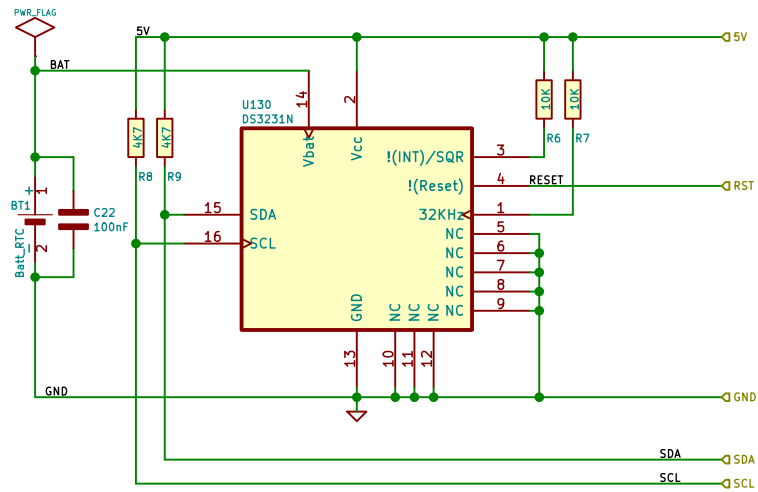 PWR_FLAG
5V
5V
BAT
U130
DS3231N
14
2
4K7
4K7
10K
10K
R6
R7
R8
R9
Vbat
Vcc
!(INT)/SQR
3
!(Reset)
4
RESET
RST
32KHz
1
15
SDA
16
SCL
NC
5
NC
6
NC
7
NC
8
NC
9
+
1
BT1
2
Batt_RTC
C22
100nF
GND
NC
NC
NC
13
10
11
12
GND
GND
SDA
SDA
SCL
SCL